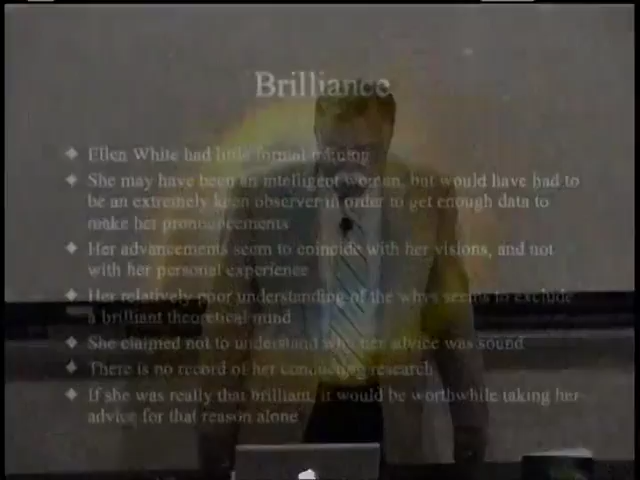 Brilliance
❖ Ellen White had little formal training
❖ She may have been an intelligent woman, but would have had to
be an extremely keen observer in order to get enough data to
make her pronouncements
❖ Her advancements seem to coincide with her visions, and not
with her personal experience
❖ Her relatively poor understanding of the whys seems to exclude
a brilliant theoretical mind
❖ She claimed not to understand why her advice was sound
❖ There is no record of her conducting research
❖ If she was really that brilliant, it would be worthwhile taking her
advice for that reason alone